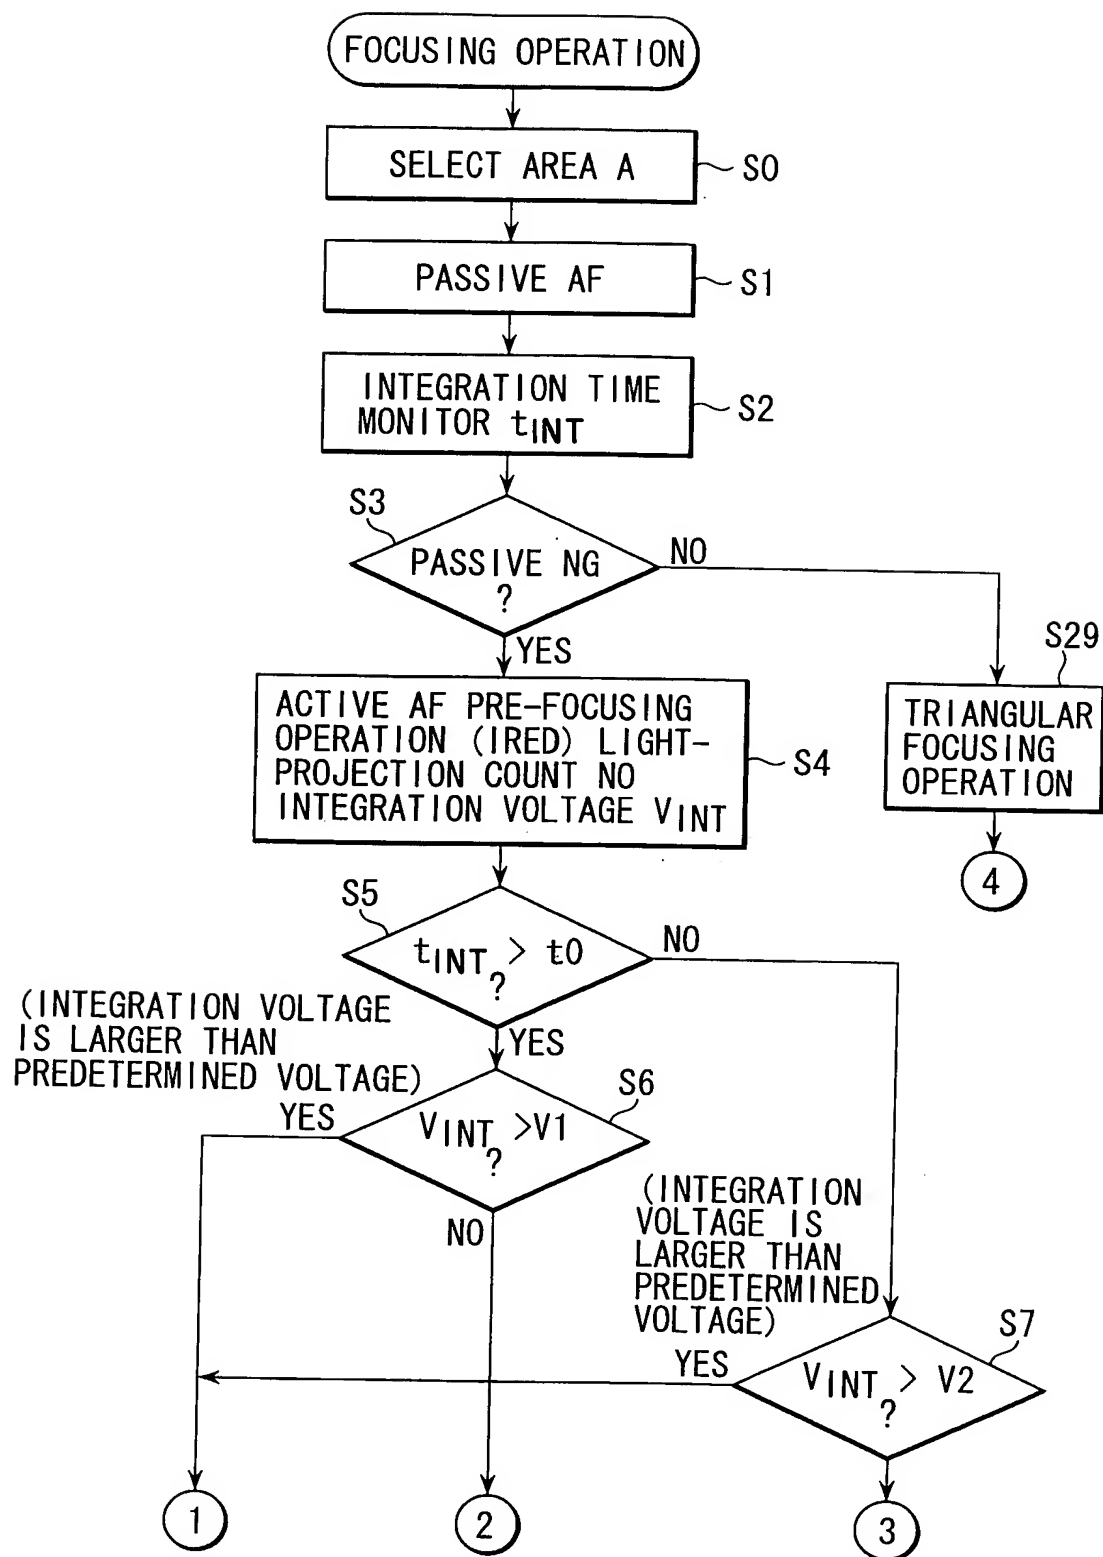 FOCUSING OPERATION
SELECT AREA A
S0
PASSIVE AF
S1
INTEGRATION TIME
MONITOR tINT
S2
S3
PASSIVE NG
?
NO
YES
S29
TRIANGULAR
FOCUSING
OPERATION
4
ACTIVE AF PRE-FOCUSING
OPERATION (IRED) LIGHT-
PROJECTION COUNT NO
INTEGRATION VOLTAGE VINT
S4
S5
tINT > t0
?
NO
YES
(INTEGRATION VOLTAGE
IS LARGER THAN
PREDETERMINED VOLTAGE)
YES
S6
VINT >V1
?
NO
(INTEGRATION
VOLTAGE IS
LARGER THAN
PREDETERMINED
VOLTAGE)
YES
S7
VINT > V2
?
1
2
3